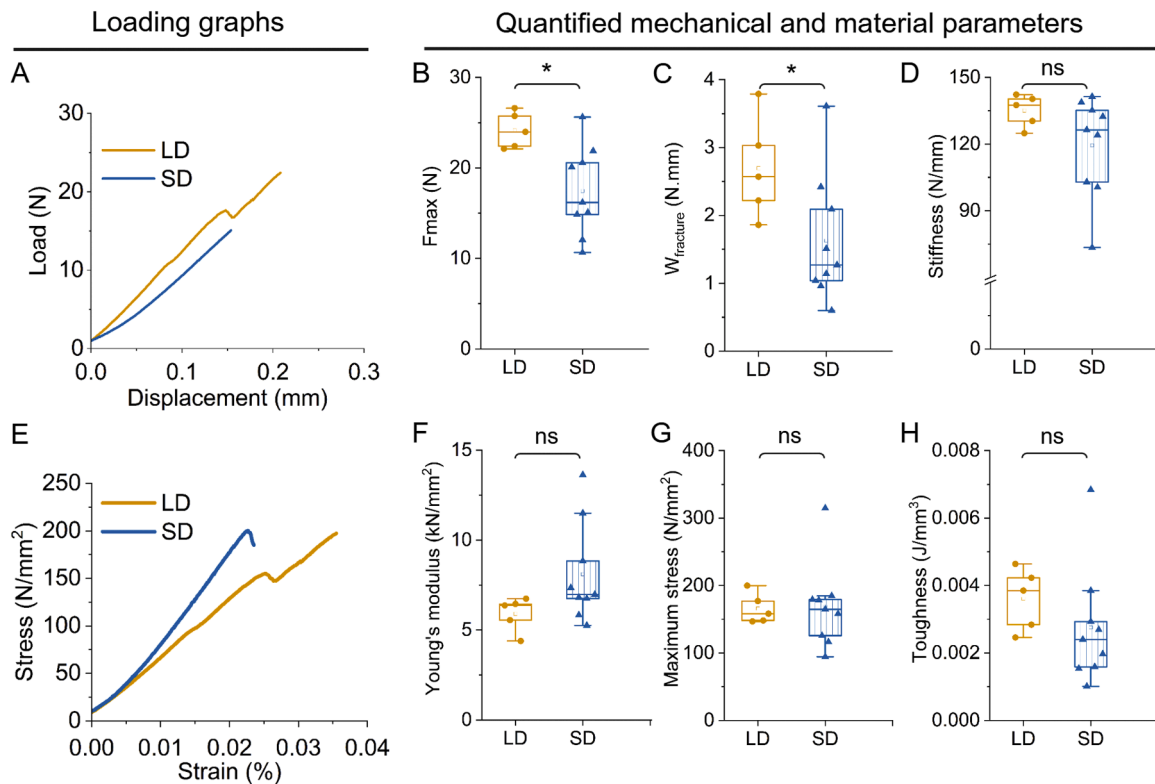 Loading graphs
Quantified mechanical and material parameters
A
30
20
10
0
Load (N)
LD
SD
0.0 0.1 0.2 0.3
Displacement (mm)
B
*
30
20
10
0
Fmax (N)
LD SD
C
*
4
3
2
1
0
Wfracture (N.mm)
LD SD
D
ns
150
120
90
0
Stiffness (N/mm)
LD SD
E
250
200
150
100
50
0
Stress (N/mm²)
LD
SD
0.00 0.01 0.02 0.03 0.04
Strain (%)
F
ns
15
10
5
0
Young's modulus (kN/mm²)
LD SD
G
ns
400
300
200
100
0
Maximum stress (N/mm²)
LD SD
H
ns
0.008
0.006
0.004
0.002
0.000
Toughness (J/mm³)
LD SD